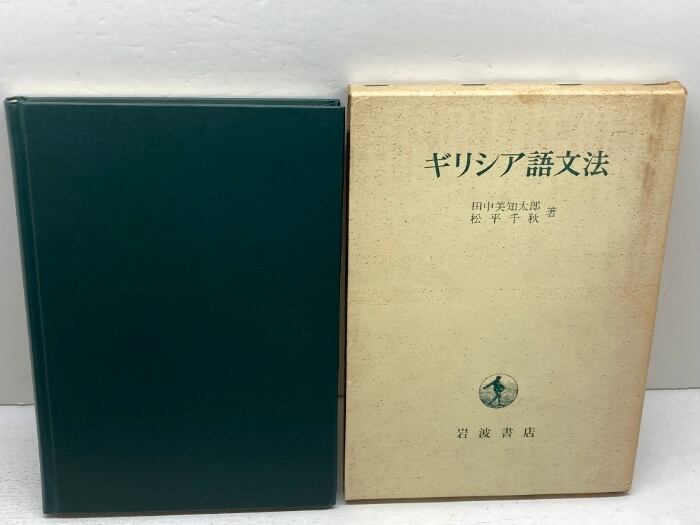 ギリシア語文法
田中美知太郎
松平千秋 著
岩波書店